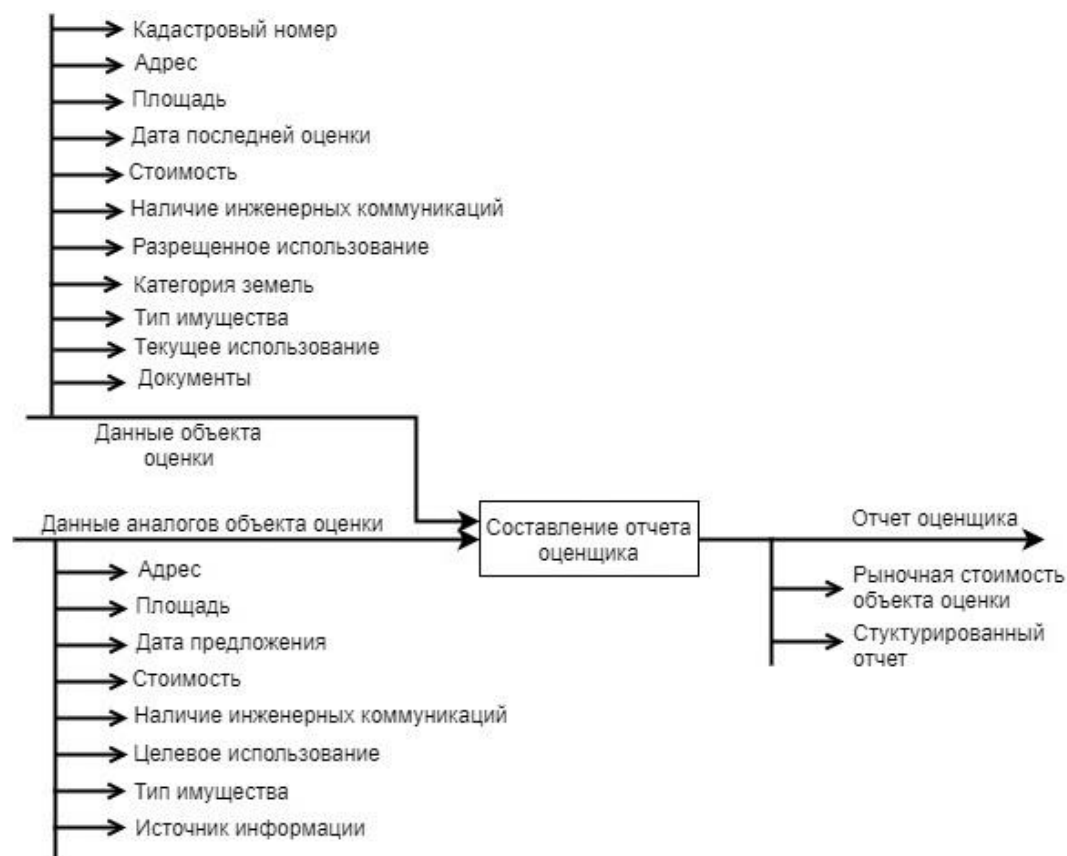 Кадастровый номер
Адрес
Площадь
Дата последней оценки
Стоимость
Наличие инженерных коммуникаций
Разрещенное использование
Категория земель
Тип имущества
Текущее использование
Документы
Данные объекта
оценки
Данные аналогов объекта оценки
Адрес
Площадь
Дата предложения
Стоимость
Наличие инженерных коммуникаций
Целевое использование
Тип имущества
Источник информации
Составление отчета
оценщика
Отчет оценщика
Рыночная стоимость
объекта оценки
Стуктурированный
отчет